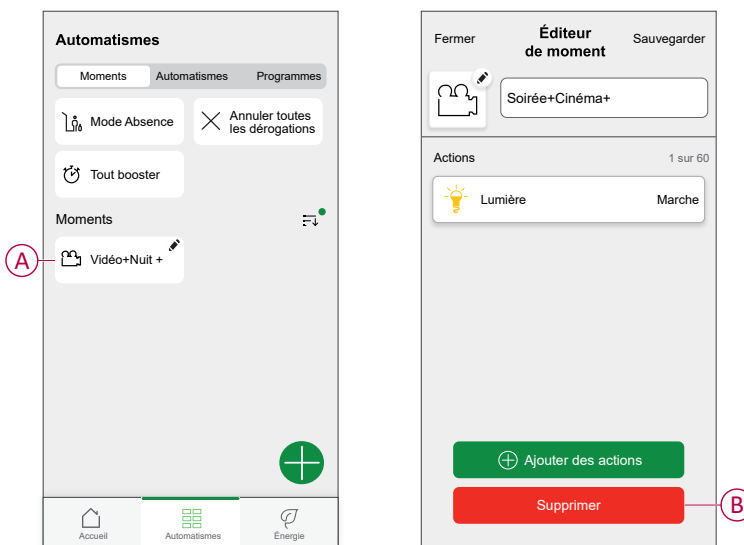 Automatismes
Moments
Automatismes
Programmes
Mode Absence
Annuler toutes
les dérogations
Tout booster
Moments
A
Vidéo+Nuit +
Accueil
Automatismes
Énergie
Fermer
Éditeur
de moment
Sauvegarder
Soirée+Cinéma+
Actions
1 sur 60
Lumière
Marche
Ajouter des actions
Supprimer
B